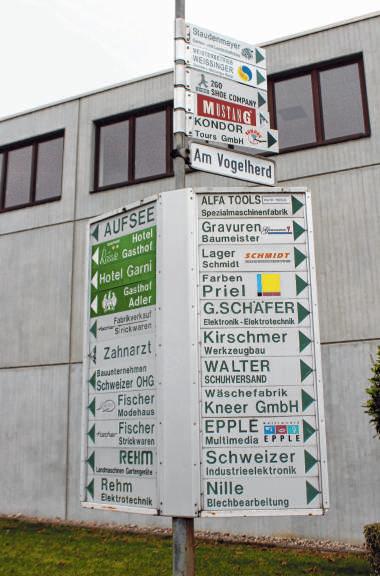 Staudenmayer
MEISTERBETRIEB
WEISSINGER
2GO
SHOE COMPANY
MUSTANG
KONDOR
Tours GmbH
Am Vogelherd
AUFSEE
Hotel
Gasthof
Hotel Garni
Gasthof
Adler
Fabrikverkauf
Strickwaren
Zahnarzt
Bauunternehmen
Schweizer OHG
Fischer
Modehaus
Fischer
Strickwaren
REHM
Landmaschinen Gartengeräte
Rehm
Elektrotechnik
ALFA TOOLS
Spezialmaschinenfabrik
Gravuren
Baumeister
Lager SCHMIDT
Schmidt
Farben
Priel
G.SCHÄFER
Elektronik - Elektrotechnik
Kirschmer
Werkzeugbau
WALTER
SCHUHVERSAND
Wäschefabrik
Kneer GmbH
EPPLE
Multimedia EPPLE
Schweizer
Industrieelektronik
Nille
Blechbearbeitung